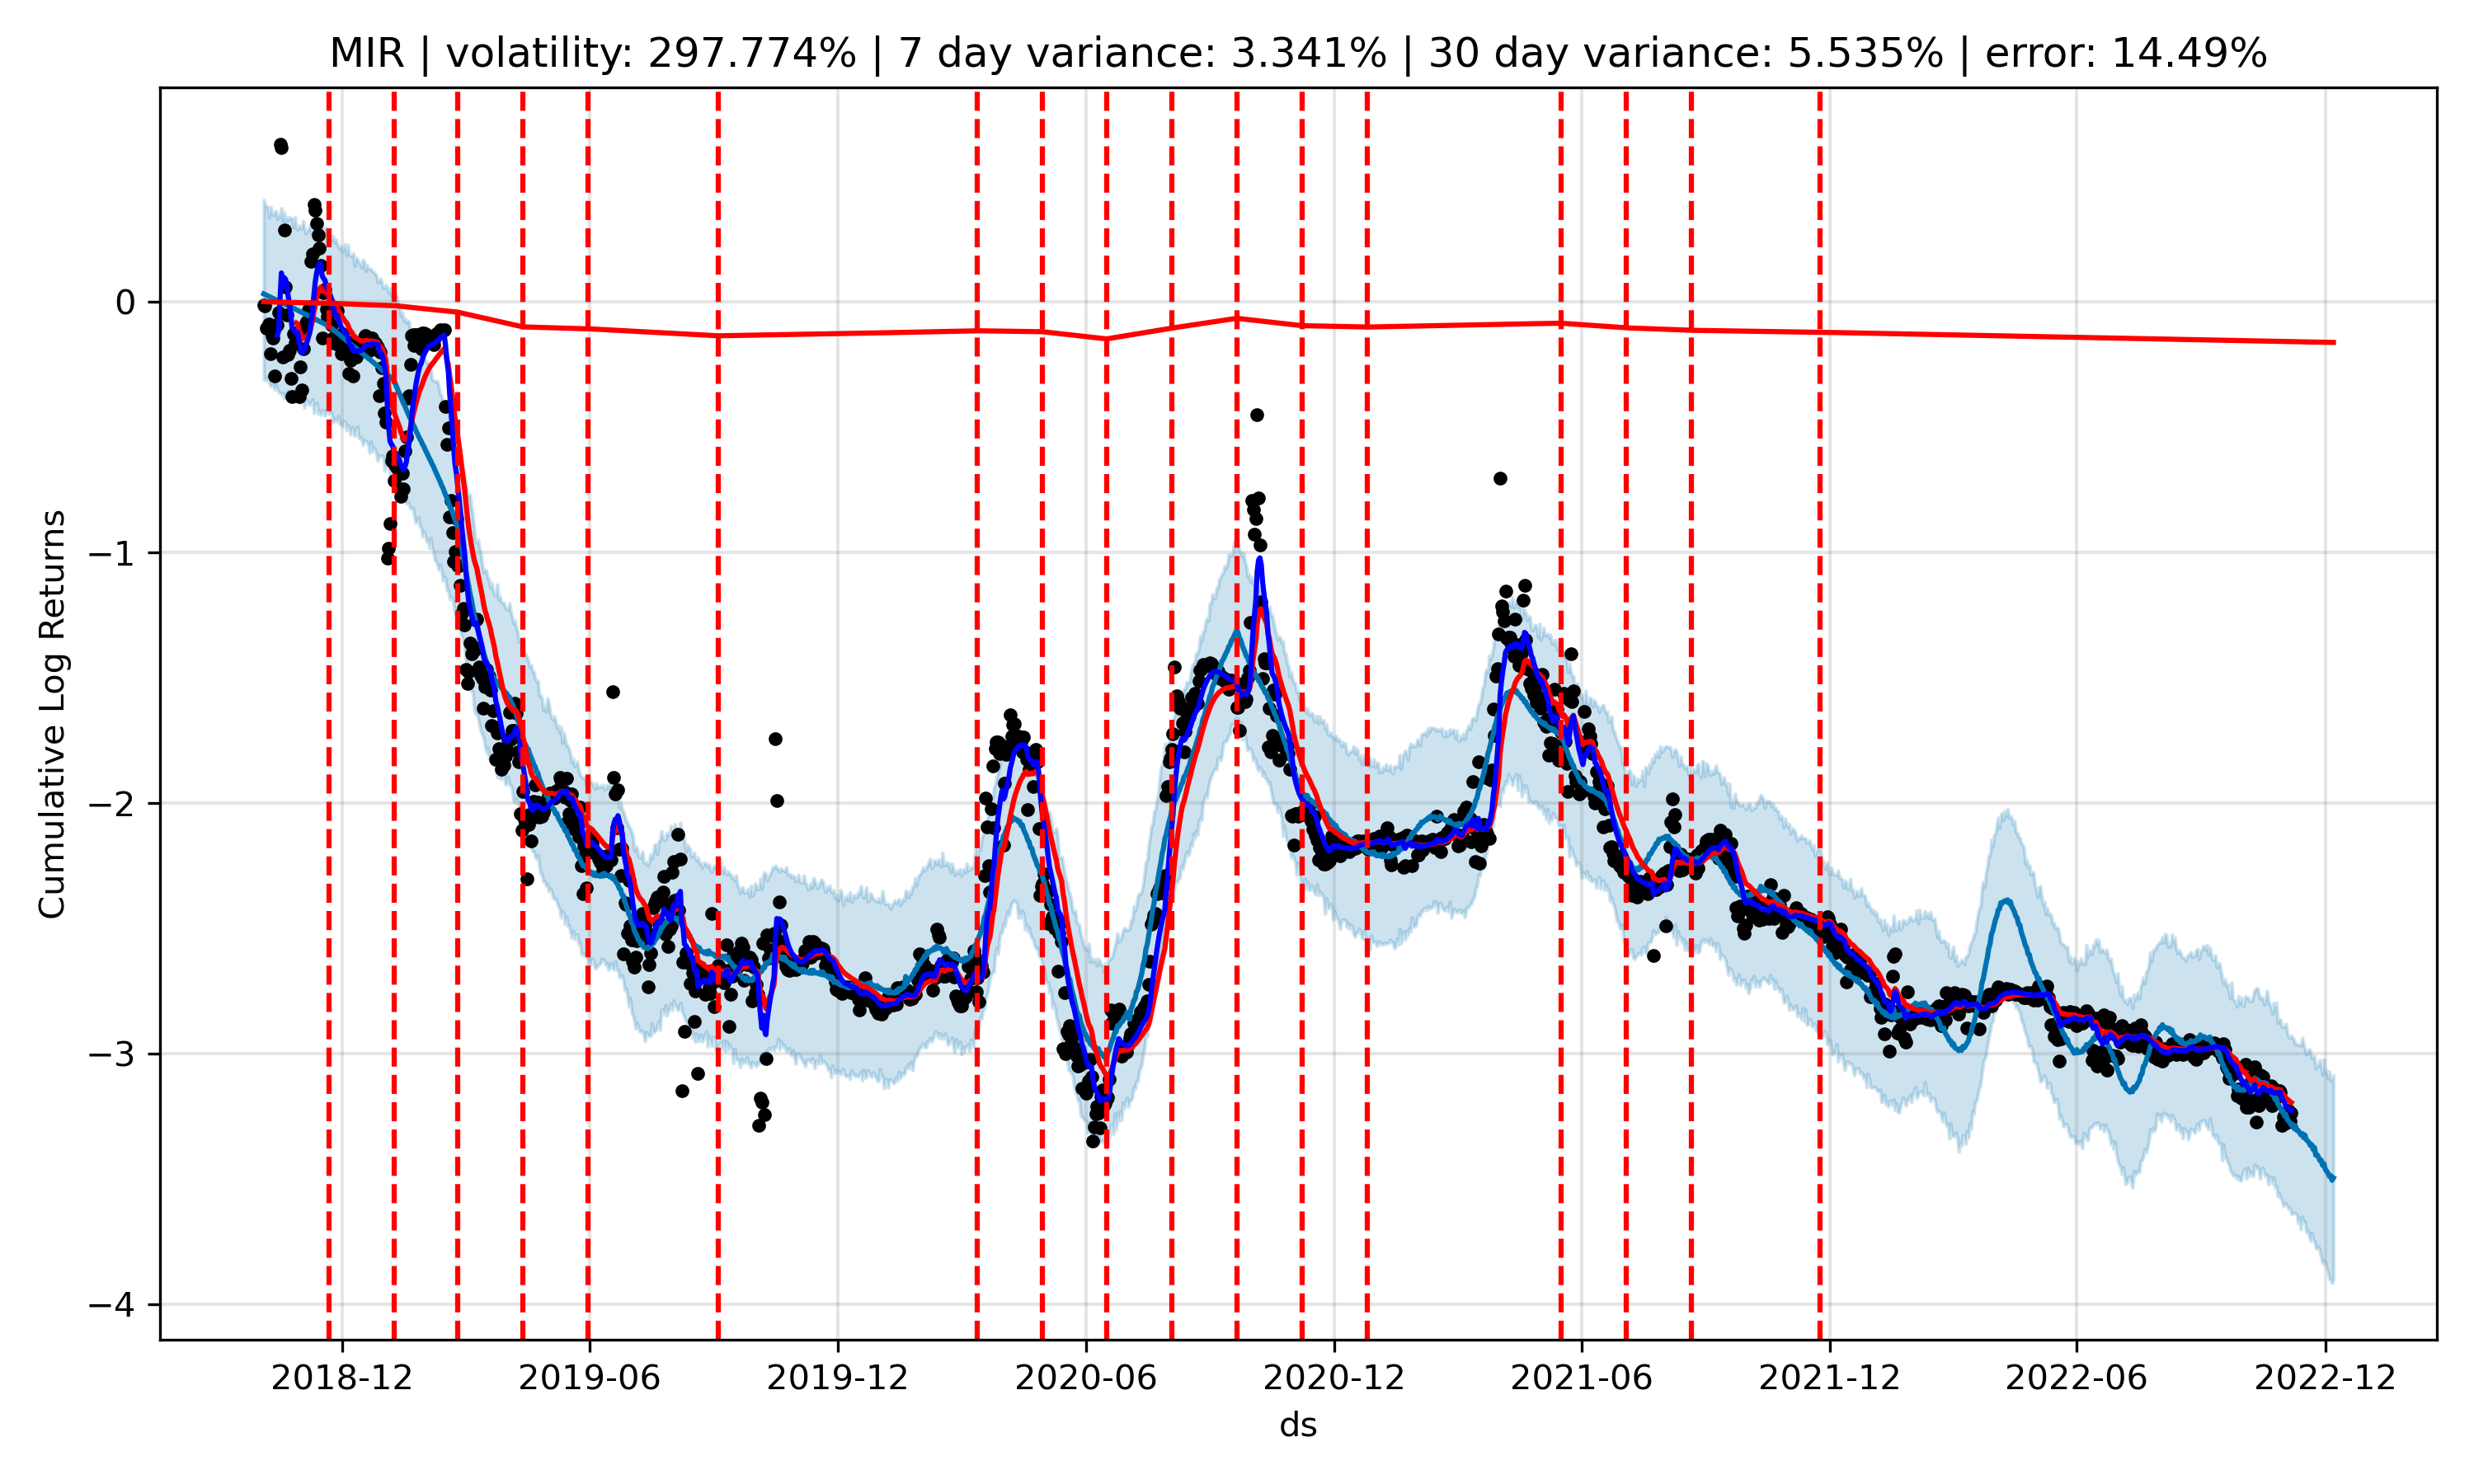 MIR | volatility: 297.774% | 7 day variance: 3.341% | 30 day variance: 5.535% | error: 14.49%
Cumulative Log Returns
0
−1
−2
−3
−4
2018-12 2019-06 2019-12 2020-06 2020-12 2021-06 2021-12 2022-06 2022-12
ds